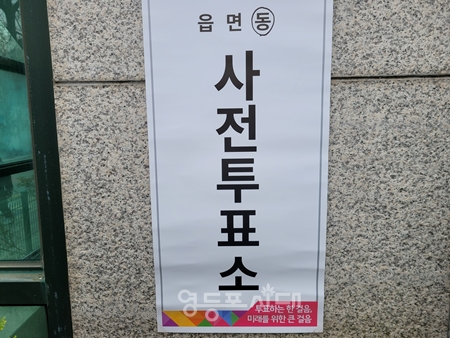 읍 면 동
사전투표소
영등포시대
투표하는 한 걸음,
미래를 위한 큰 걸음